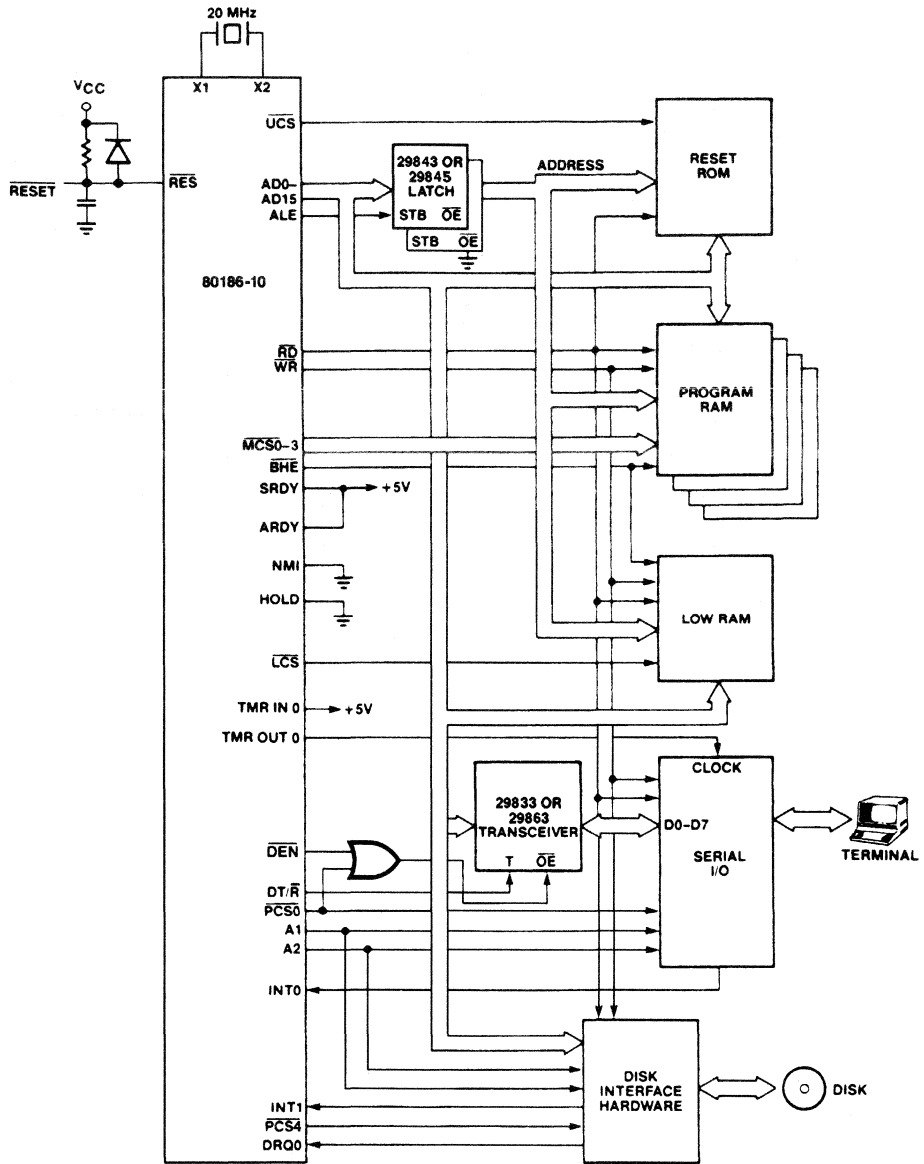 20 MHz
X1 X2
VCC
RESET
RES
UCS
AD0-
AD15
ALE
80186-10
RD
WR
MCS0-3
BHE
SRDY
+5V
ARDY
NMI
HOLD
LCS
TMR IN 0
+5V
TMR OUT 0
DEN
DT/R
PCS0
A1
A2
INT0
INT1
PCS4
DRQ0
29843 OR
29845
LATCH
STB OE
STB OE
ADDRESS
RESET
ROM
PROGRAM
RAM
LOW RAM
29833 OR
29863
TRANSCEIVER
T OE
CLOCK
D0-D7
SERIAL
I/O
TERMINAL
DISK
INTERFACE
HARDWARE
DISK